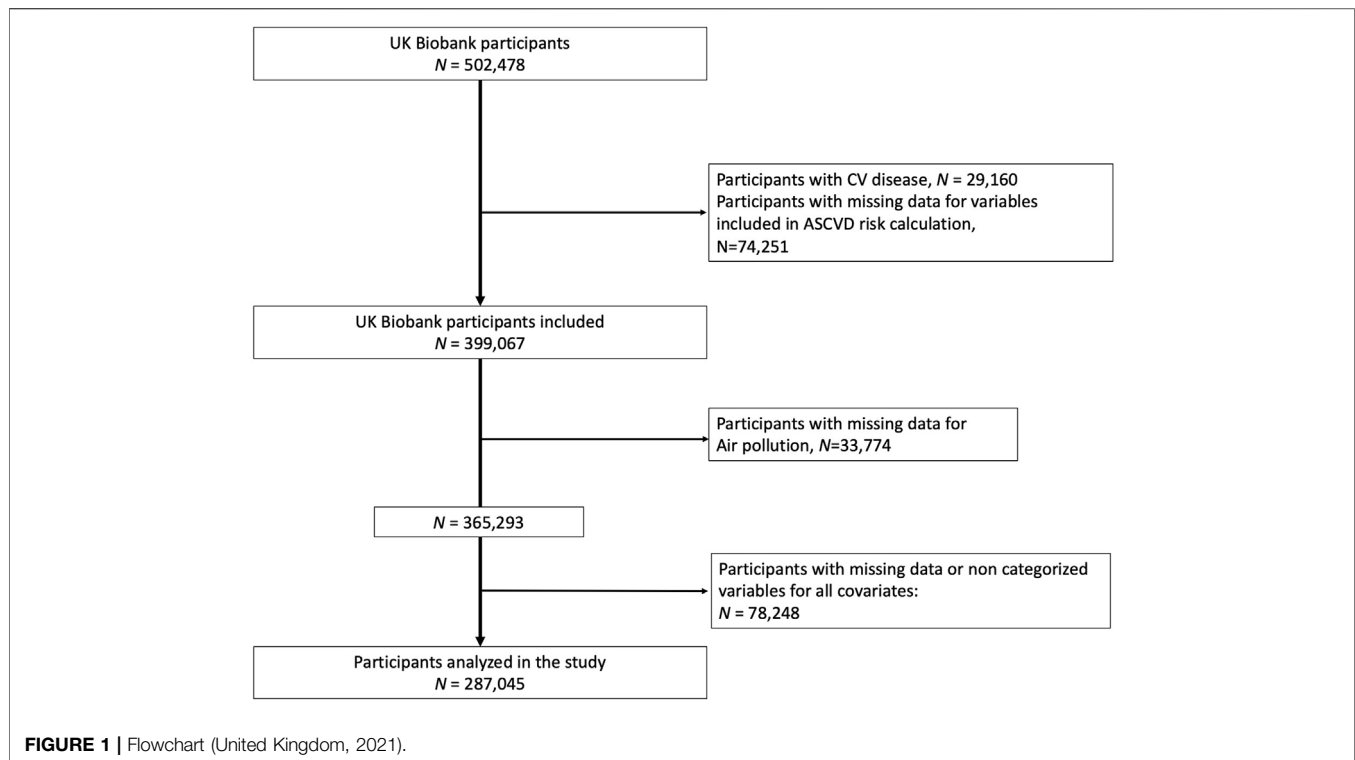 UK Biobank participants
N = 502,478
Participants with CV disease, N = 29,160
Participants with missing data for variables
included in ASCVD risk calculation,
N=74,251
UK Biobank participants included
N = 399,067
Participants with missing data for
Air pollution, N=33,774
N = 365,293
Participants with missing data or non categorized
variables for all covariates:
N = 78,248
Participants analyzed in the study
N = 287,045
FIGURE 1 | Flowchart (United Kingdom, 2021).